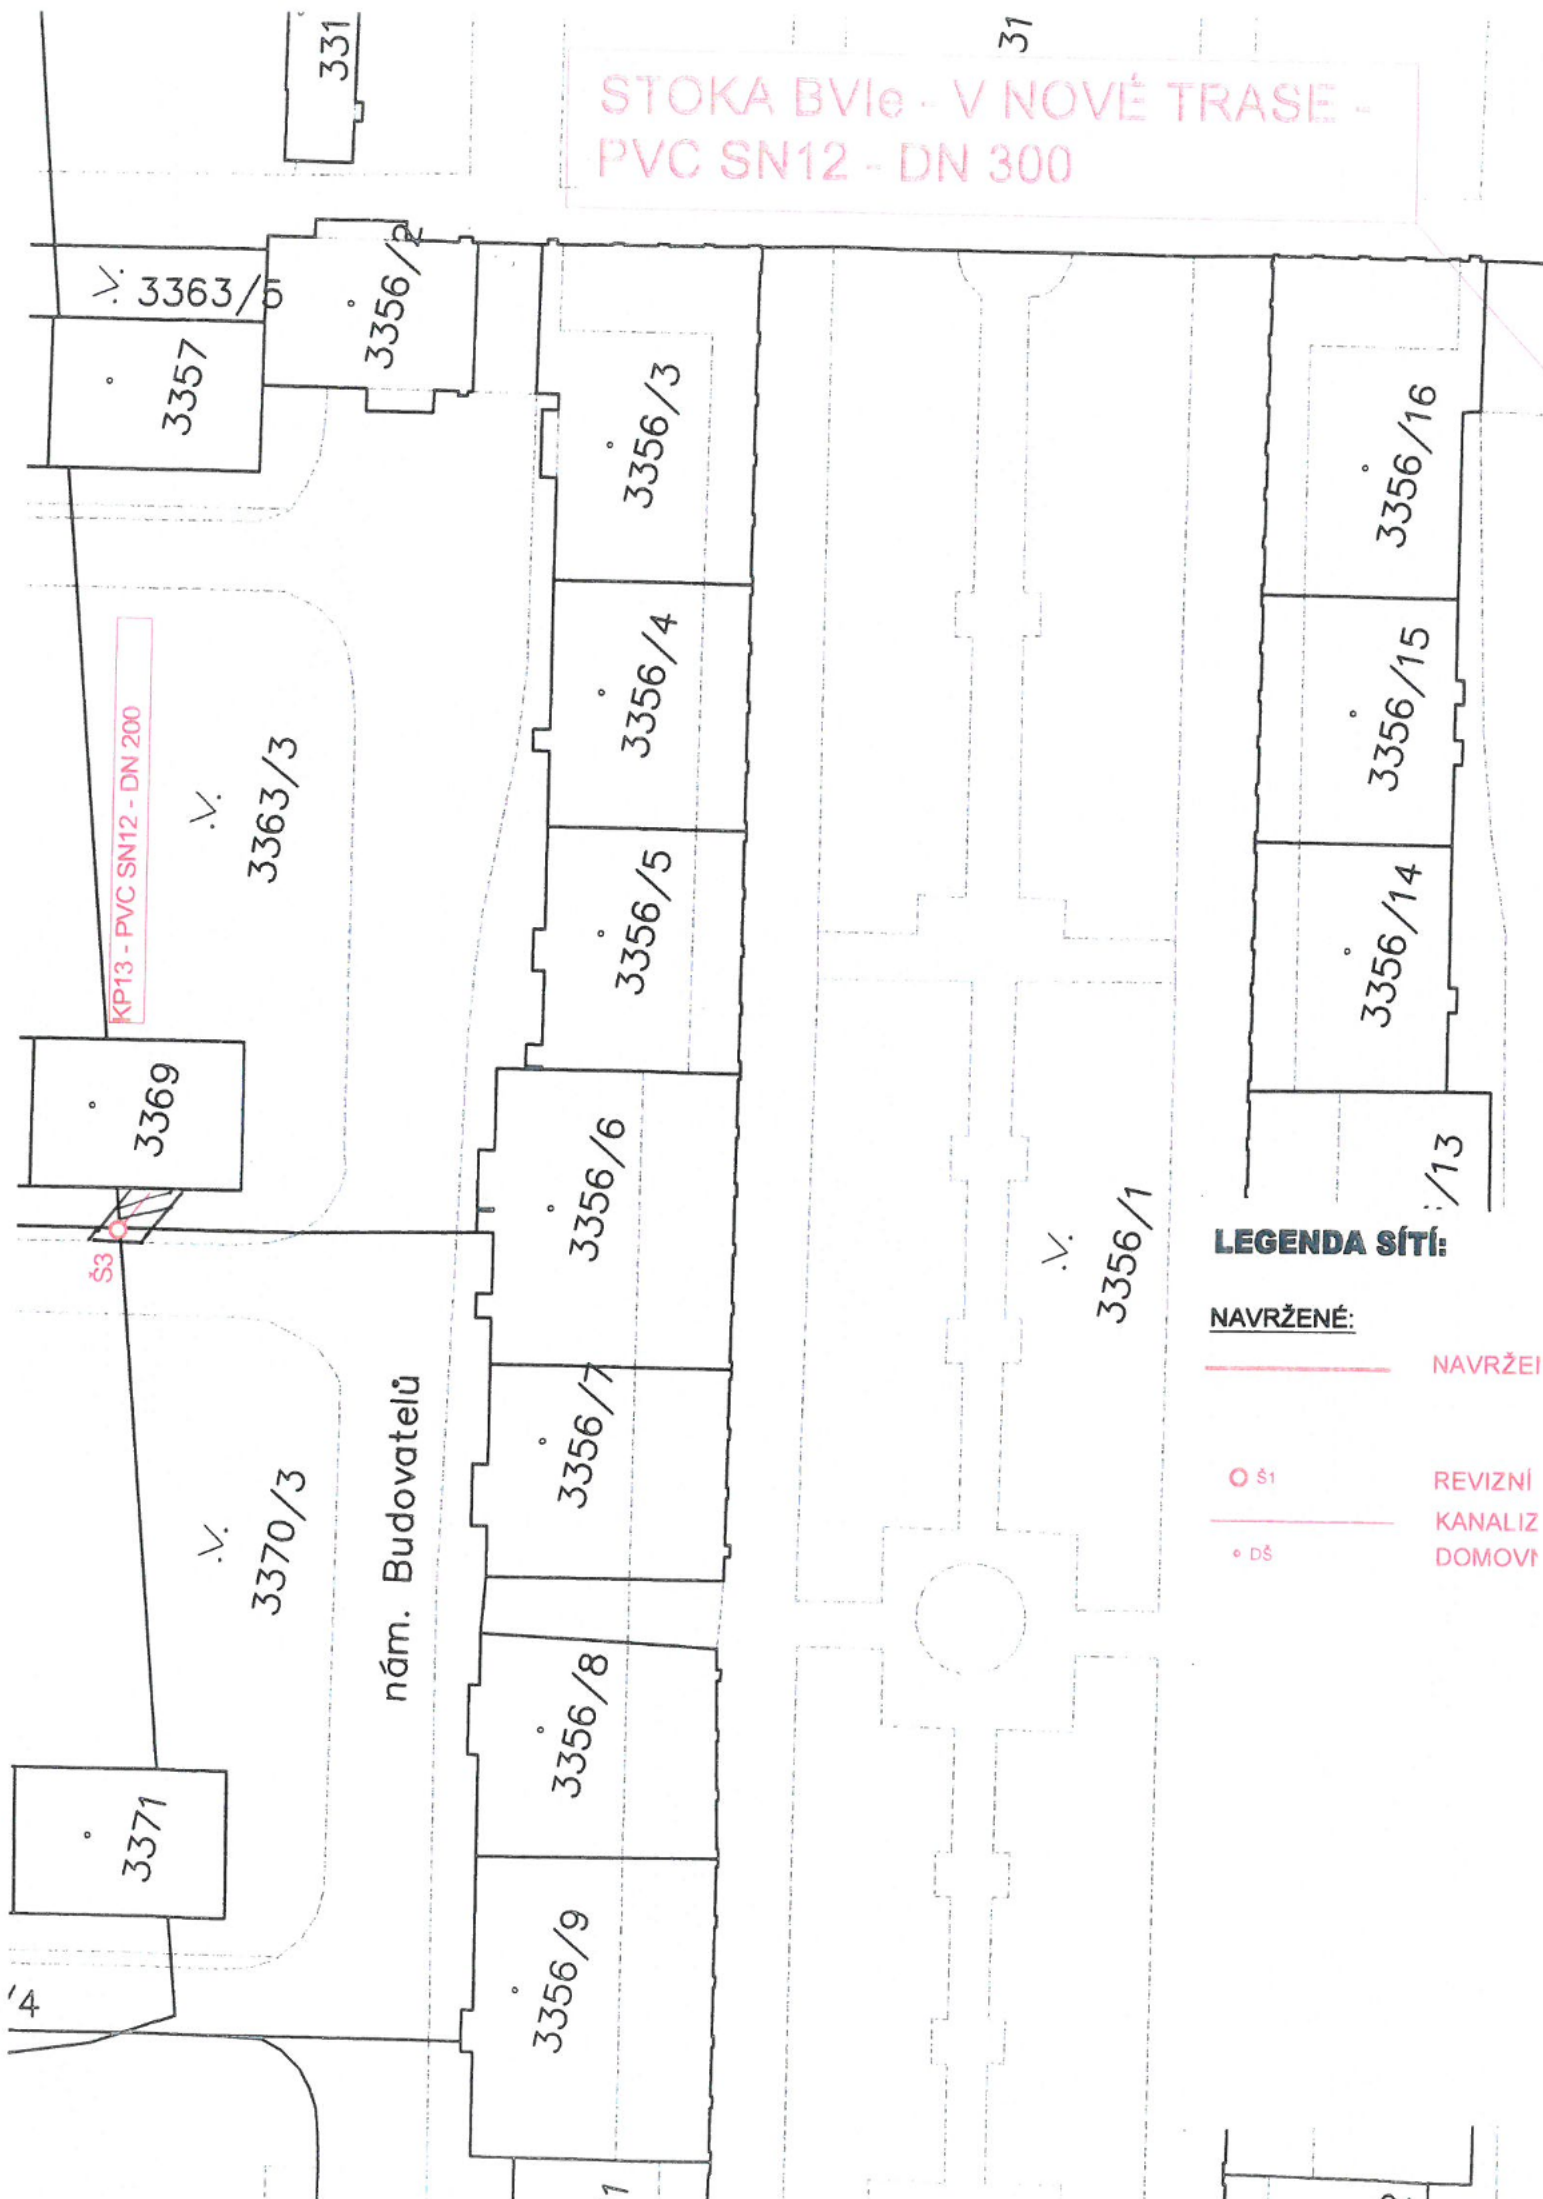 331
31
STOKA BVIe - V NOVÉ TRASE -
PVC SN12 - DN 300
3363/5
3356/2
3357
3356/3
3356/16
3356/4
3356/15
KP13 - PVC SN12 - DN 200
3363/3
3356/5
3356/14
3369
3356/6
/13
3356/1
Š3
LEGENDA SÍTÍ:
NAVRŽENÉ:
NAVRŽE
3356/7
nám. Budovatelů
3370/3
Š1
REVIZNÍ
KANALIZ
DŠ
DOMOV
3356/8
3371
3356/9
/4
1